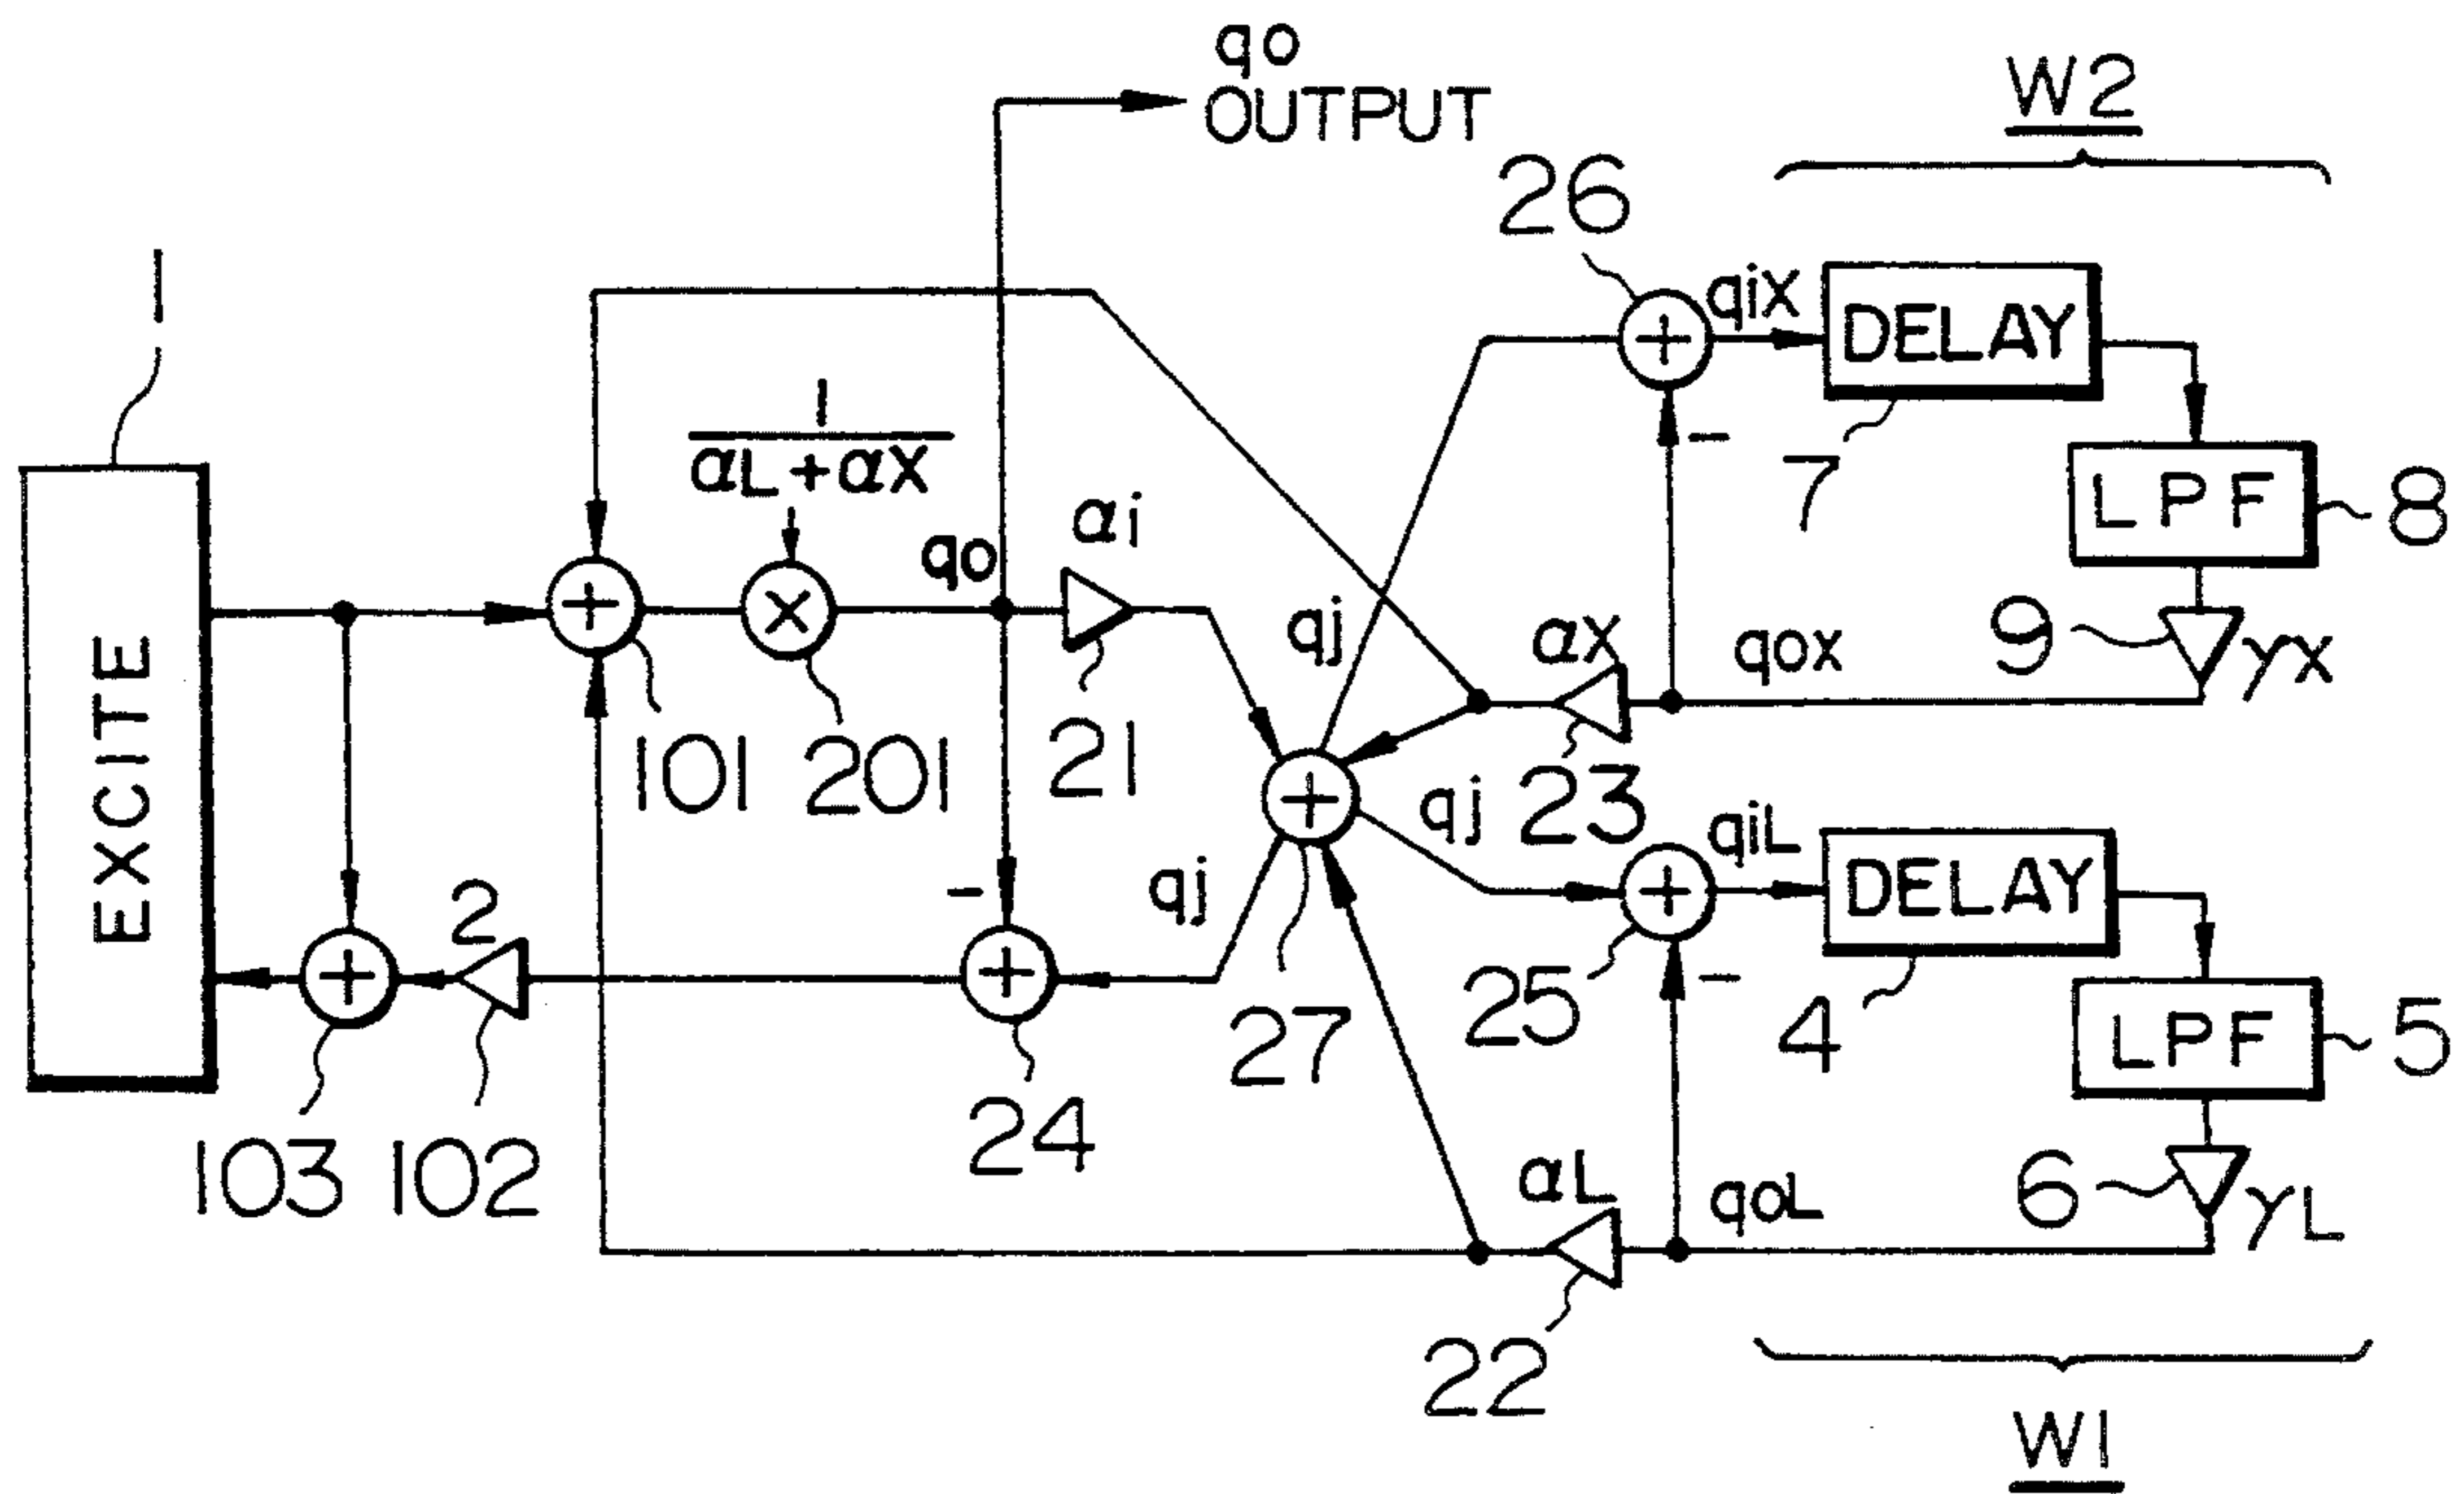 qo
OUTPUT
W2
26
qiX
DELAY
1
1
αL+αX
7
LPF
8
qo
αi
qj
αX
qoX
9
γX
EXCITE
101
201
21
qj
23
qiL
DELAY
2
-
-
qj
25
-
4
LPF
5
27
24
103
102
αL
qoL
6
γL
22
W1
+
×
+
+
+
+
+